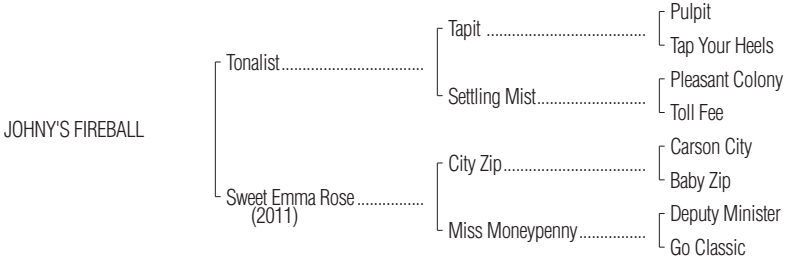 Pulpit
Tapit ......................................
Tap Your Heels
Tonalist..................................
Pleasant Colony
Settling Mist..........................
Toll Fee
JOHNY'S FIREBALL
Carson City
City Zip..................................
Baby Zip
Sweet Emma Rose ................
(2011)
Deputy Minister
Miss Moneypenny................
Go Classic